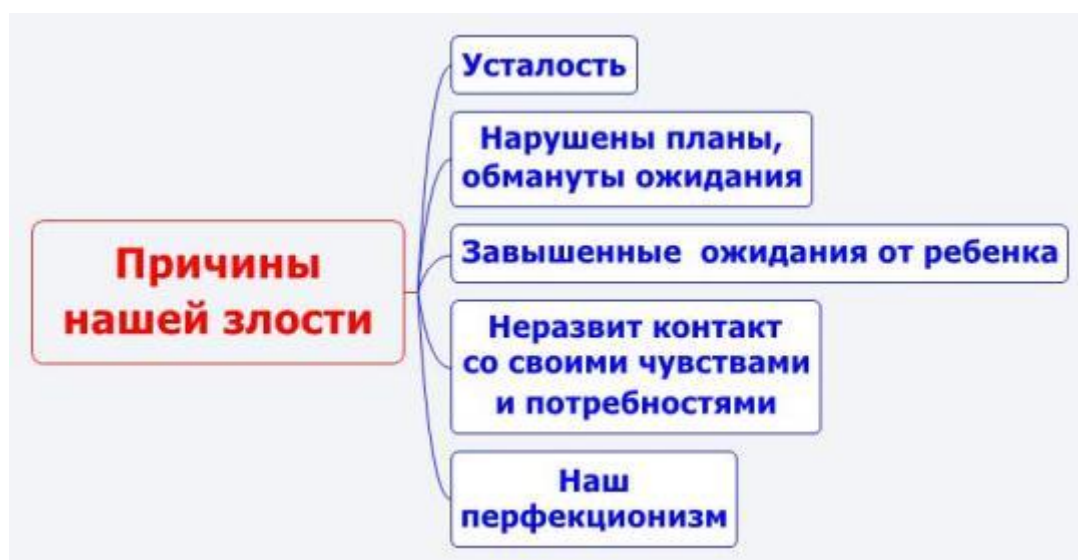 Причины
нашей злости
Усталость
Нарушены планы,
обмануты ожидания
Завышенные ожидания от ребенка
Неразвит контакт
со своими чувствами
и потребностями
Наш
перфекционизм